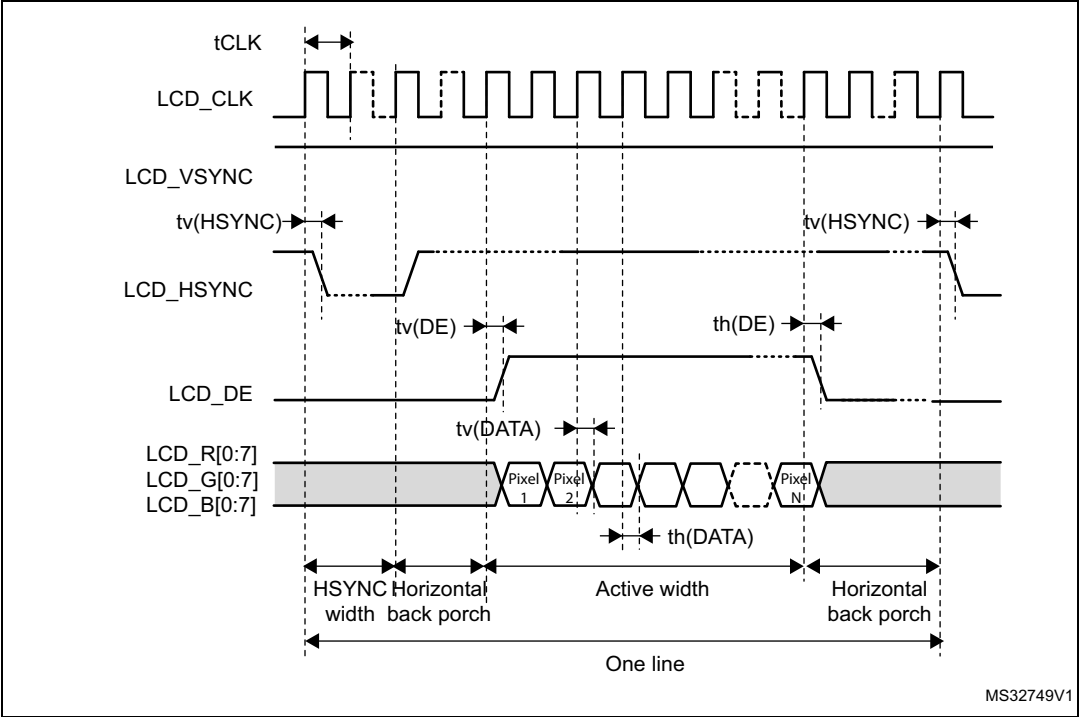 tCLK
LCD_CLK
LCD_VSYNC
tv(HSYNC)
tv(HSYNC)
LCD_HSYNC
tv(DE)
th(DE)
LCD_DE
tv(DATA)
LCD_R[0:7]
LCD_G[0:7]
LCD_B[0:7]
Pixel
1
Pixel
2
Pixel
N
th(DATA)
HSYNC
width
Horizontal
back porch
Active width
Horizontal
back porch
One line
MS32749V1